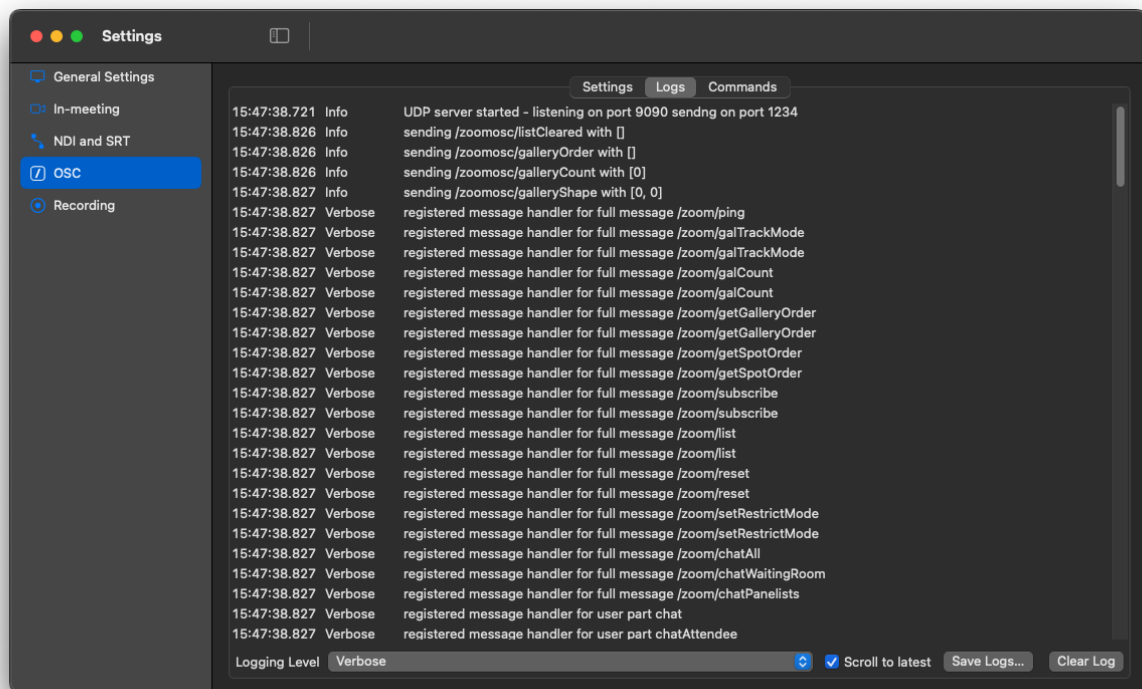 Settings
General Settings
In-meeting
NDI and SRT
OSC
Recording
Settings Logs Commands
15:47:38.721 Info UDP server started - listening on port 9090 sendng on port 1234
15:47:38.826 Info sending /zoomosc/listCleared with []
15:47:38.826 Info sending /zoomosc/galleryOrder with []
15:47:38.826 Info sending /zoomosc/galleryCount with [0]
15:47:38.827 Info sending /zoomosc/galleryShape with [0, 0]
15:47:38.827 Verbose registered message handler for full message /zoom/ping
15:47:38.827 Verbose registered message handler for full message /zoom/galTrackMode
15:47:38.827 Verbose registered message handler for full message /zoom/galTrackMode
15:47:38.827 Verbose registered message handler for full message /zoom/galCount
15:47:38.827 Verbose registered message handler for full message /zoom/galCount
15:47:38.827 Verbose registered message handler for full message /zoom/getGalleryOrder
15:47:38.827 Verbose registered message handler for full message /zoom/getGalleryOrder
15:47:38.827 Verbose registered message handler for full message /zoom/getSpotOrder
15:47:38.827 Verbose registered message handler for full message /zoom/getSpotOrder
15:47:38.827 Verbose registered message handler for full message /zoom/subscribe
15:47:38.827 Verbose registered message handler for full message /zoom/subscribe
15:47:38.827 Verbose registered message handler for full message /zoom/list
15:47:38.827 Verbose registered message handler for full message /zoom/list
15:47:38.827 Verbose registered message handler for full message /zoom/reset
15:47:38.827 Verbose registered message handler for full message /zoom/reset
15:47:38.827 Verbose registered message handler for full message /zoom/setRestrictMode
15:47:38.827 Verbose registered message handler for full message /zoom/setRestrictMode
15:47:38.827 Verbose registered message handler for full message /zoom/chatAll
15:47:38.827 Verbose registered message handler for full message /zoom/chatWaitingRoom
15:47:38.827 Verbose registered message handler for full message /zoom/chatPanelists
15:47:38.827 Verbose registered message handler for user part chat
15:47:38.827 Verbose registered message handler for user part chatAttendee
Logging Level Verbose Scroll to latest Save Logs... Clear Log